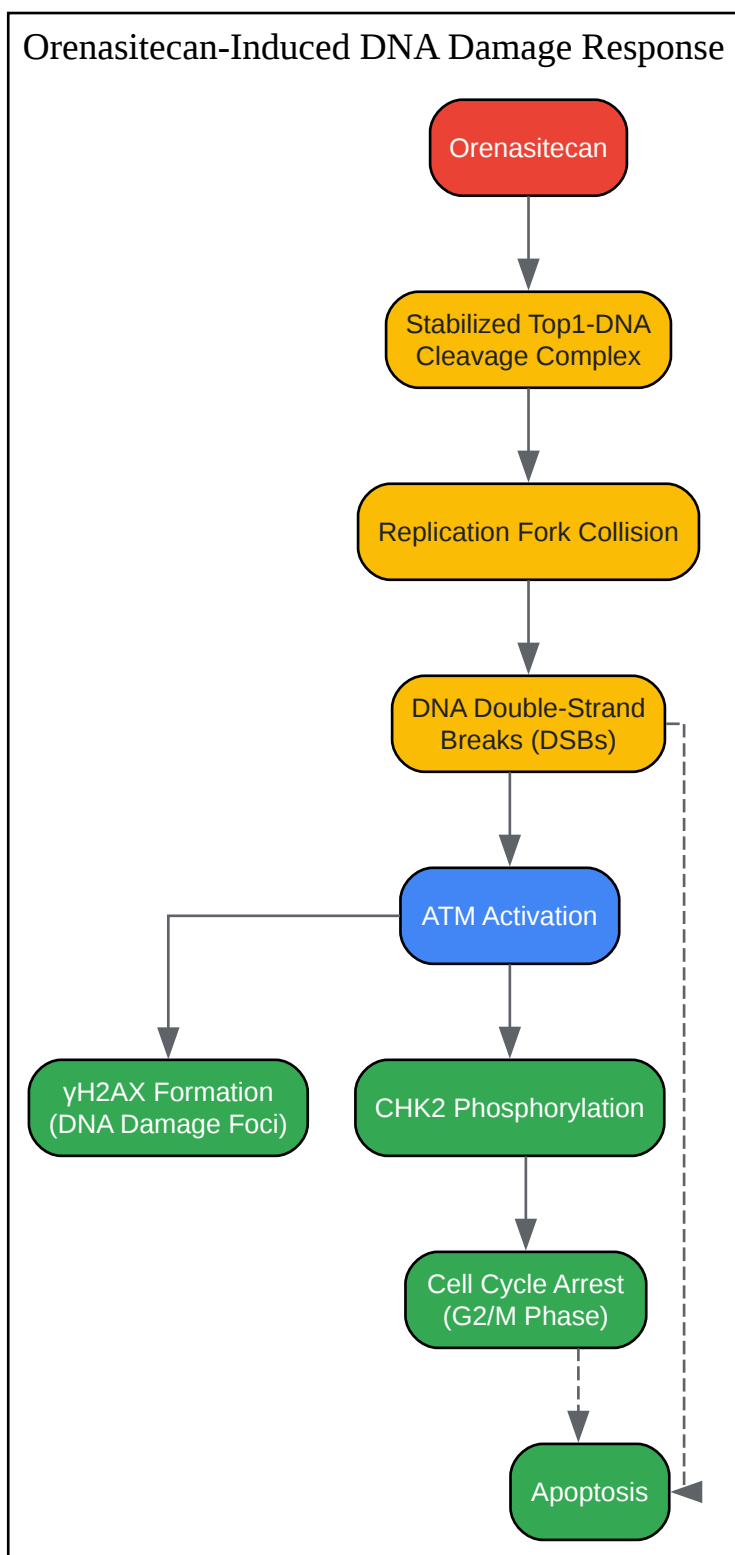 Orenasitecan-Induced DNA Damage Response
Orenasitecan
Stabilized Top1-DNA
Cleavage Complex
Replication Fork Collision
DNA Double-Strand
Breaks (DSBs)
ATM Activation
γH2AX Formation
(DNA Damage Foci)
CHK2 Phosphorylation
Cell Cycle Arrest
(G2/M Phase)
Apoptosis